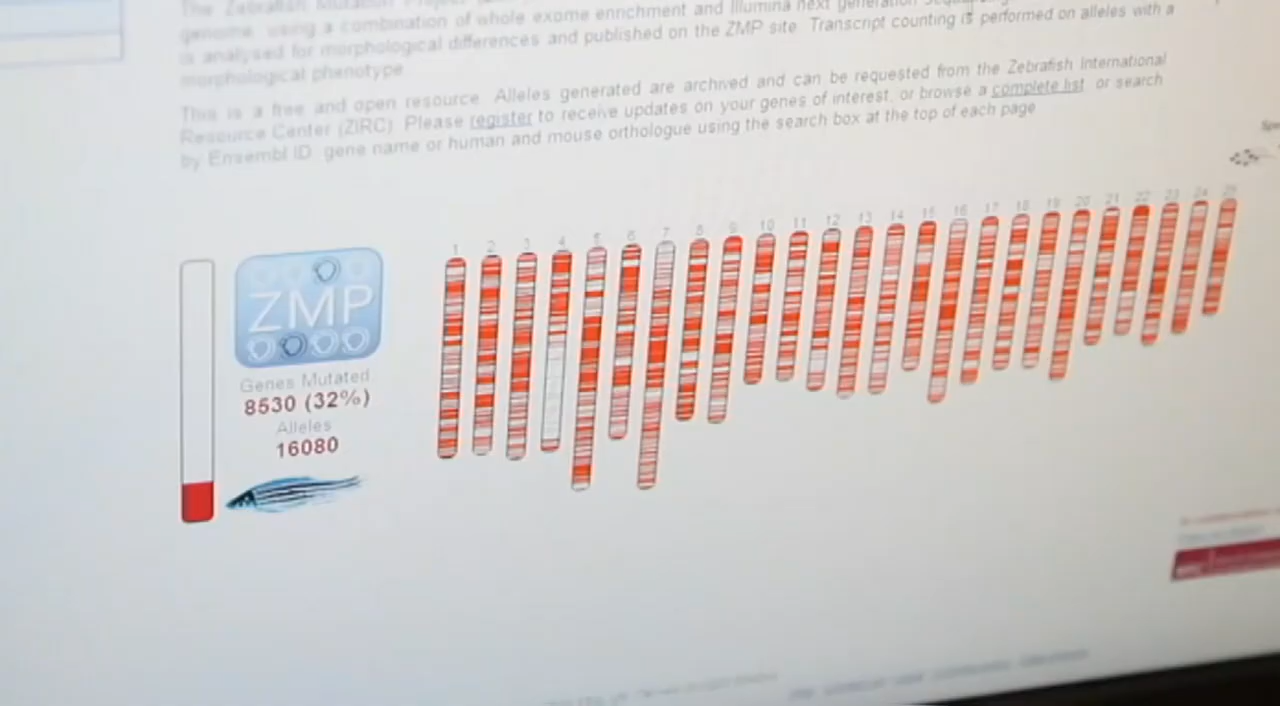 The Zebrafish Mutation Project
genome, using a combination of whole exome enrichment and Illumina next generation
is analysed for morphological differences and published on the ZMP site. Transcript counting is performed on alleles with a
morphological phenotype
This is a free and open resource. Alleles generated are archived and can be requested from the Zebrafish International
Resource Center (ZIRC). Please register to receive updates on your genes of interest, or browse a complete list, or search
by Ensembl ID, gene name or human and mouse orthologue using the search box at the top of each page
1 2 3 4 5 6 7 8 9 10 11 12 13 14 15 16 17 18 19 20 21 22 23 24 25
ZMP
Genes Mutated
8530 (32%)
Alleles
16080